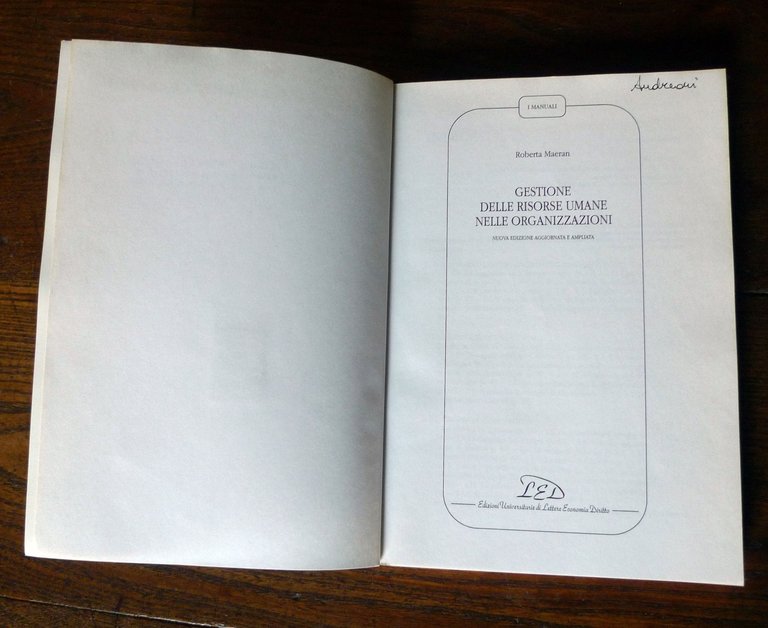 Andreoni
I MANUALI
Roberta Maeran
GESTIONE
DELLE RISORSE UMANE
NELLE ORGANIZZAZIONI
NUOVA EDIZIONE AGGIORNATA E AMPLIATA
LED
Edizioni Universitarie di Lettere Economia Diritto